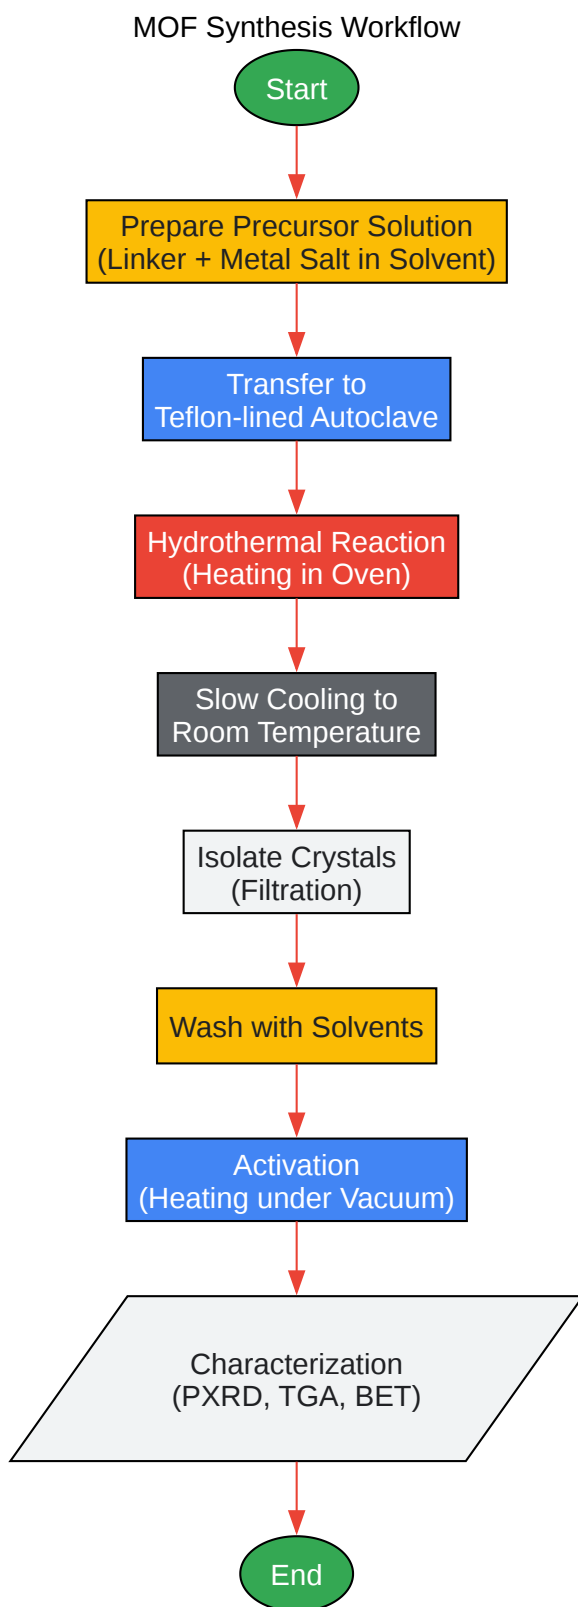 MOF Synthesis Workflow
Start
Prepare Precursor Solution
(Linker + Metal Salt in Solvent)
Transfer to
Teflon-lined Autoclave
Hydrothermal Reaction
(Heating in Oven)
Slow Cooling to
Room Temperature
Isolate Crystals
(Filtration)
Wash with Solvents
Activation
(Heating under Vacuum)
Characterization
(PXRD, TGA, BET)
End